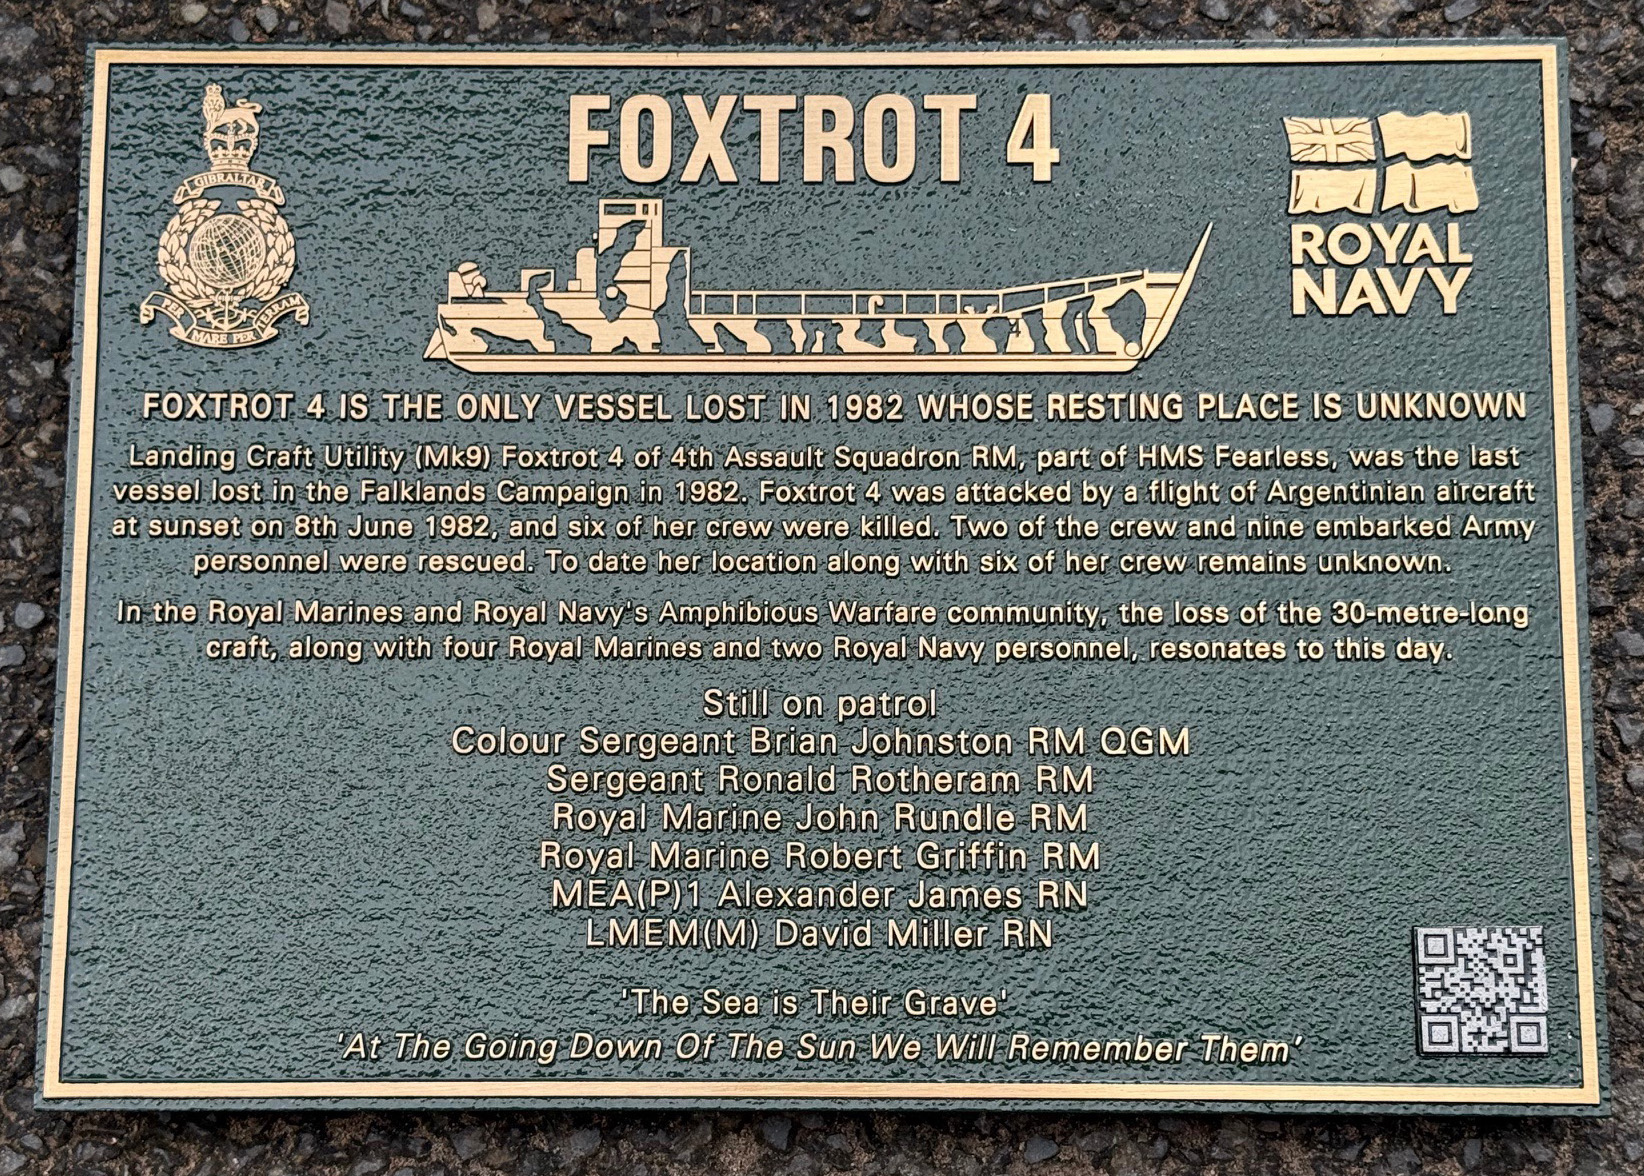 FOXTROT 4
GIBRALTAR
PER
MARE PER
TERRAM
ROYAL
NAVY
4
FOXTROT 4 IS THE ONLY VESSEL LOST IN 1982 WHOSE RESTING PLACE IS UNKNOWN
Landing Craft Utility (Mk9) Foxtrot 4 of 4th Assault Squadron RM, part of HMS Fearless, was the last
vessel lost in the Falklands Campaign in 1982. Foxtrot 4 was attacked by a flight of Argentinian aircraft
at sunset on 8th June 1982, and six of her crew were killed. Two of the crew and nine embarked Army
personnel were rescued. To date her location along with six of her crew remains unknown.
In the Royal Marines and Royal Navy's Amphibious Warfare community, the loss of the 30-metre-long
craft, along with four Royal Marines and two Royal Navy personnel, resonates to this day.
Still on patrol
Colour Sergeant Brian Johnston RM QGM
Sergeant Ronald Rotheram RM
Royal Marine John Rundle RM
Royal Marine Robert Griffin RM
MEA(P)1 Alexander James RN
LMEM(M) David Miller RN
'The Sea is Their Grave'
'At The Going Down Of The Sun We Will Remember Them'